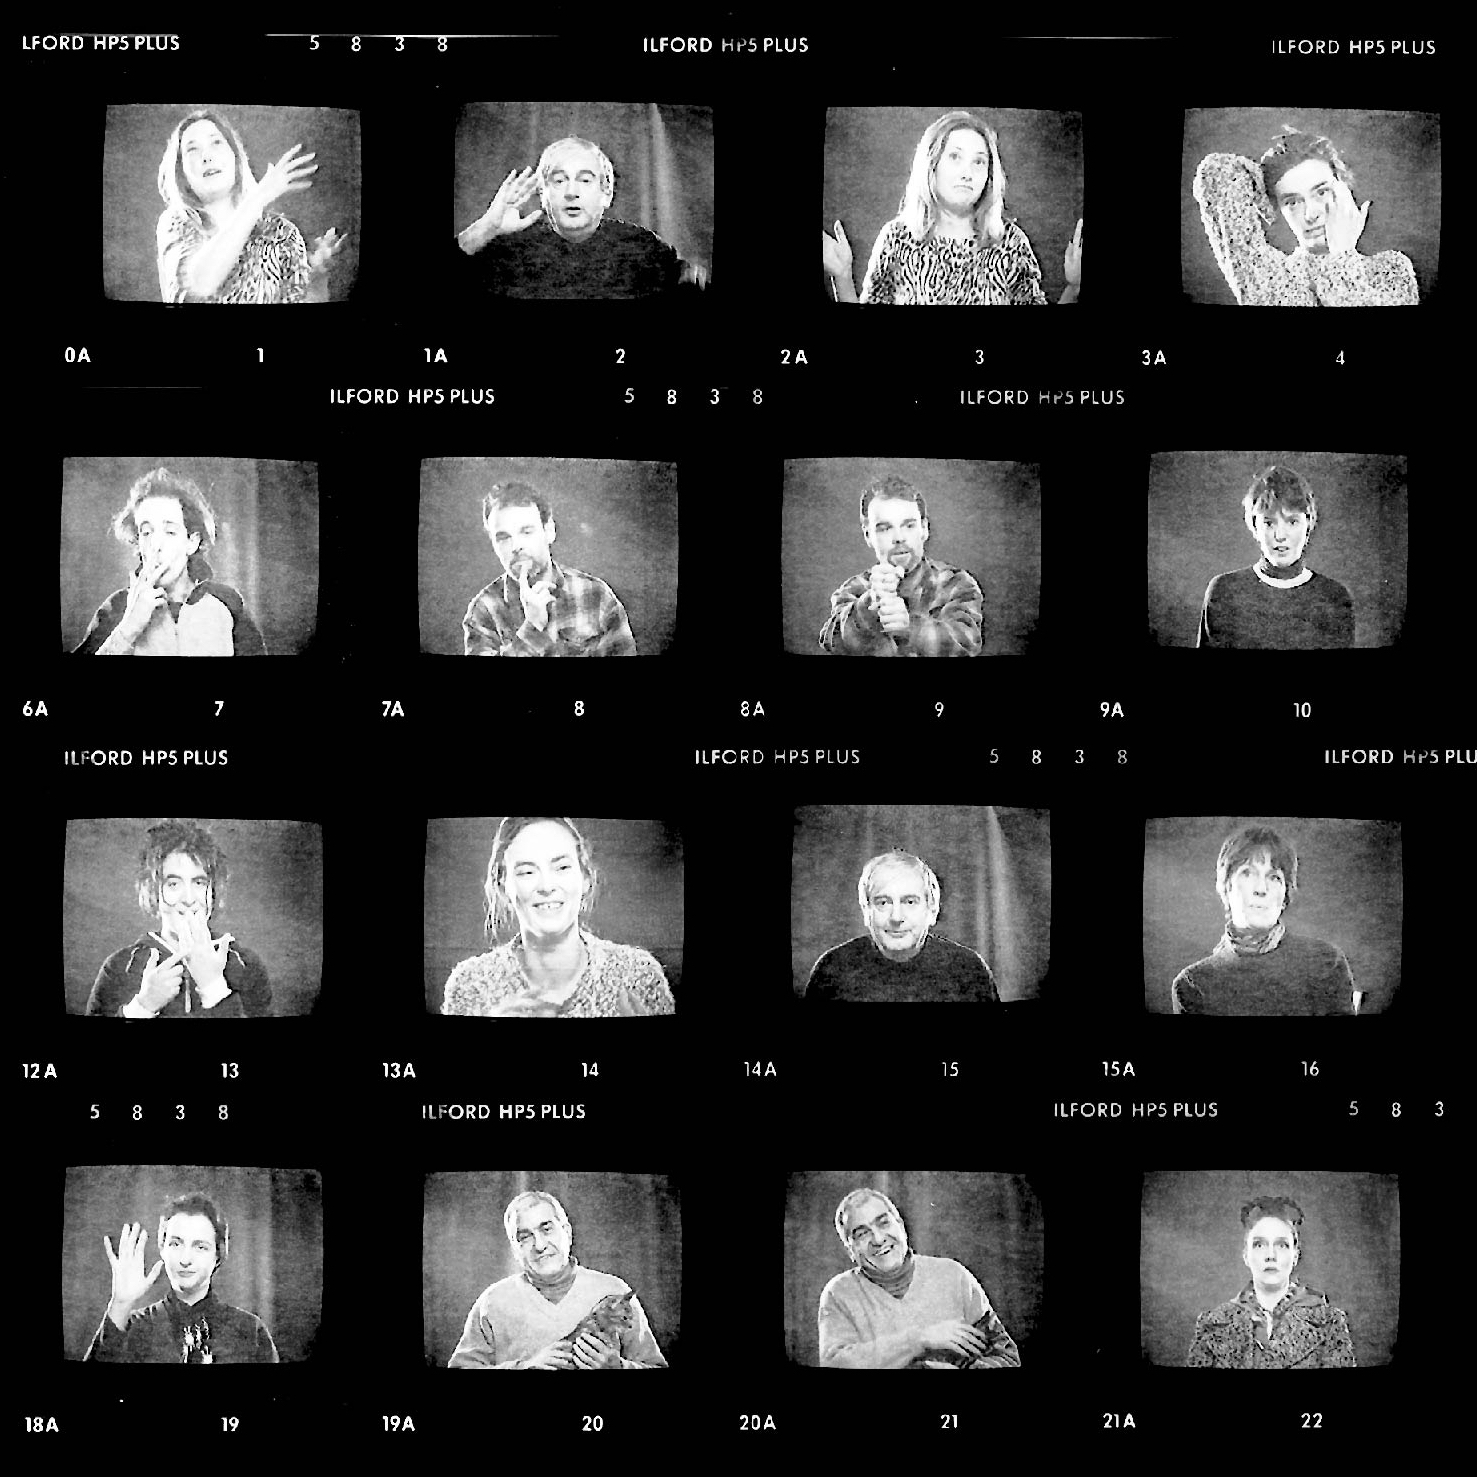 LFORD HP5 PLUS 5 8 3 8 ILFORD HP5 PLUS ILFORD HP5 PLUS
0A 1 1A 2 2A 3 3A 4
ILFORD HP5 PLUS 5 8 3 8 ILFORD HP5 PLUS
6A 7 7A 8 8A 9 9A 10
ILFORD HP5 PLUS ILFORD HP5 PLUS 5 8 3 8 ILFORD HP5 PLU
12A 13 13A 14 14A 15 15A 16
5 8 3 8 ILFORD HP5 PLUS ILFORD HP5 PLUS 5 8 3
18A 19 19A 20 20A 21 21A 22